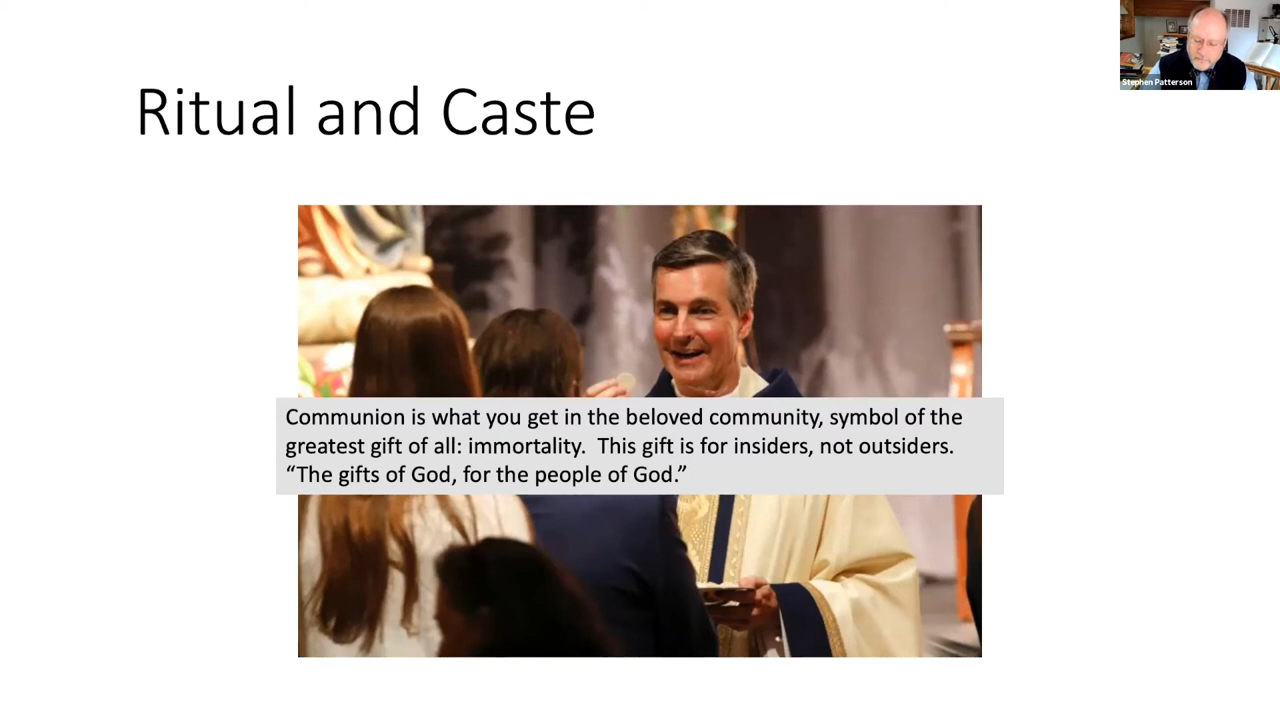 Stephen Patterson
Ritual and Caste
Communion is what you get in the beloved community, symbol of the
greatest gift of all: immortality.  This gift is for insiders, not outsiders.
“The gifts of God, for the people of God.”